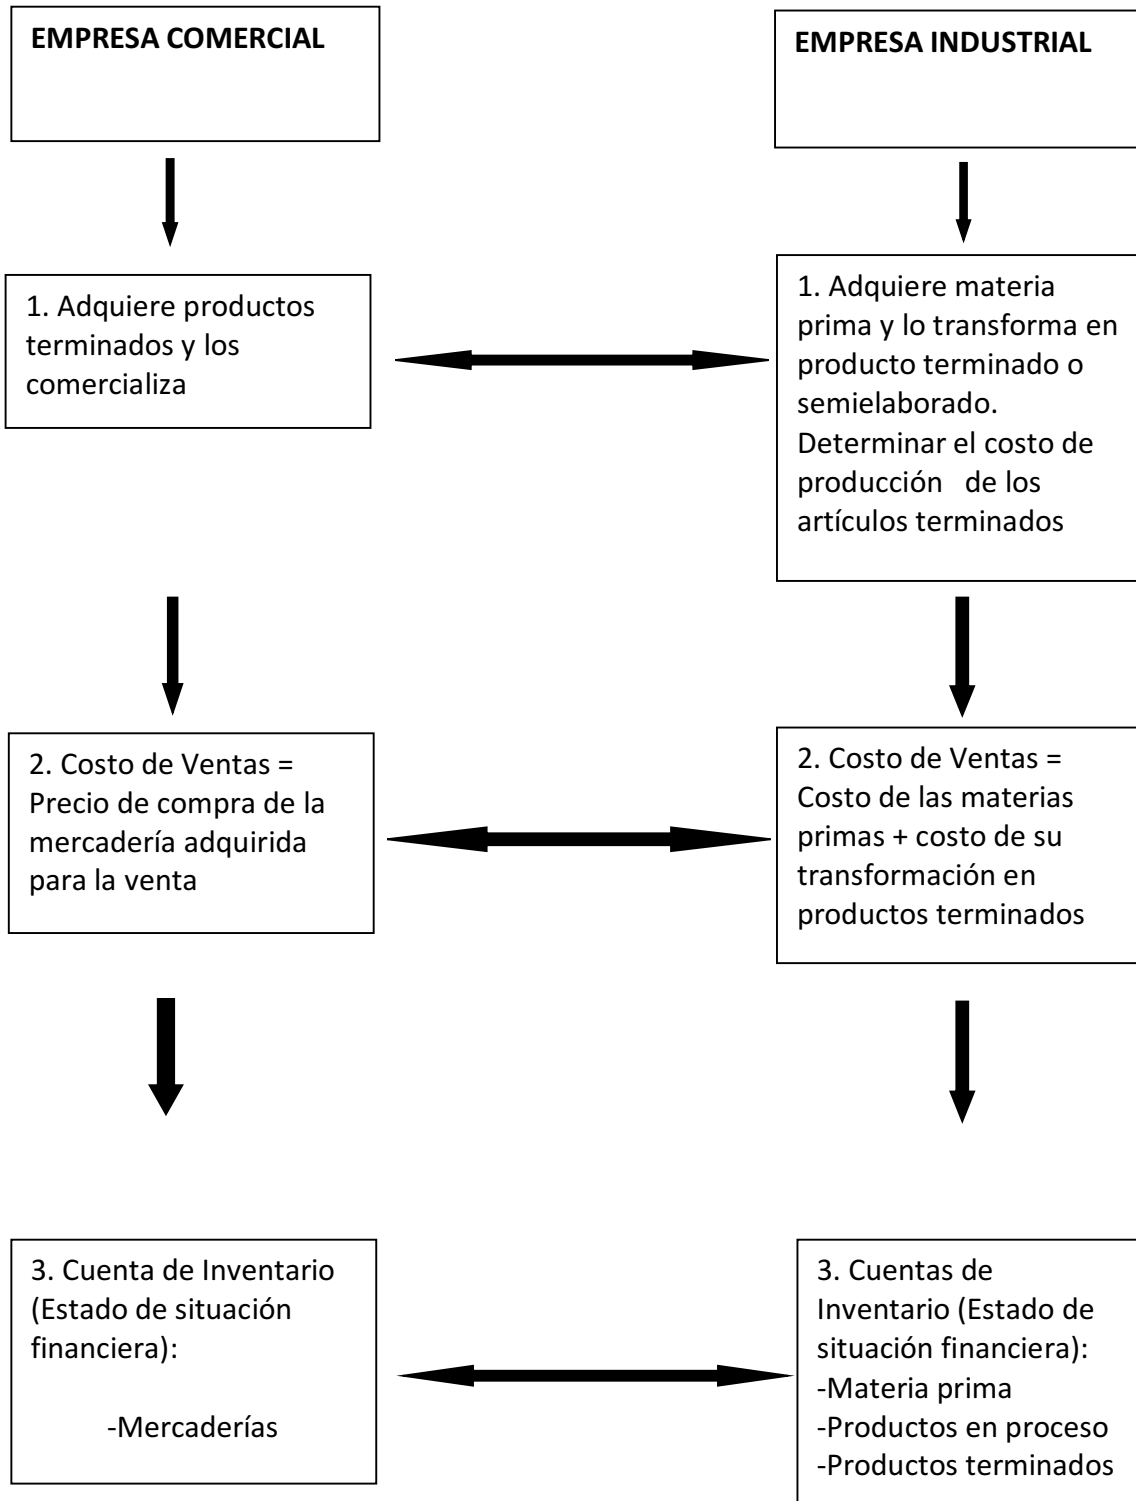 EMPRESA COMERCIAL
EMPRESA INDUSTRIAL
1. Adquiere productos
terminados y los
comercializa
1. Adquiere materia
prima y lo transforma en
producto terminado o
semielaborado.
Determinar el costo de
producción   de los
artículos terminados
2. Costo de Ventas =
Precio de compra de la
mercadería adquirida
para la venta
2. Costo de Ventas =
Costo de las materias
primas + costo de su
transformación en
productos terminados
3. Cuenta de Inventario
(Estado de situación
financiera):
-Mercaderías
3. Cuentas de
Inventario (Estado de
situación financiera):
-Materia prima
-Productos en proceso
-Productos terminados